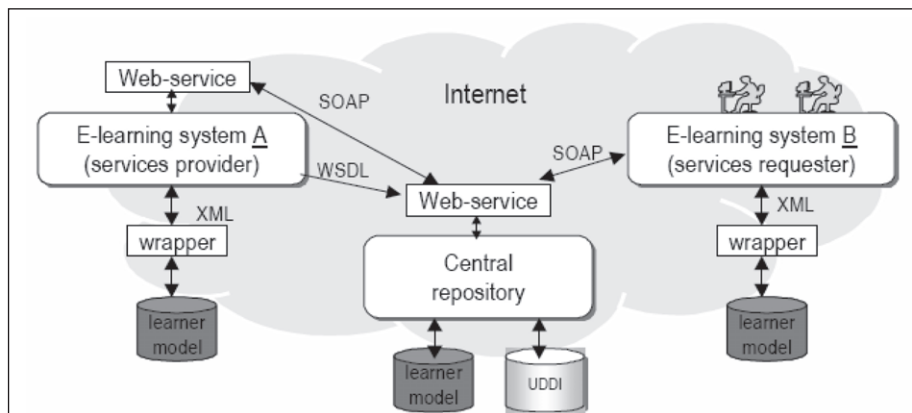 Web-service
SOAP
Internet
E-learning system A
(services provider)
WSDL
SOAP
E-learning system B
(services requester)
Web-service
XML
wrapper
XML
wrapper
Central
repository
learner
model
learner
model
UDDI
learner
model